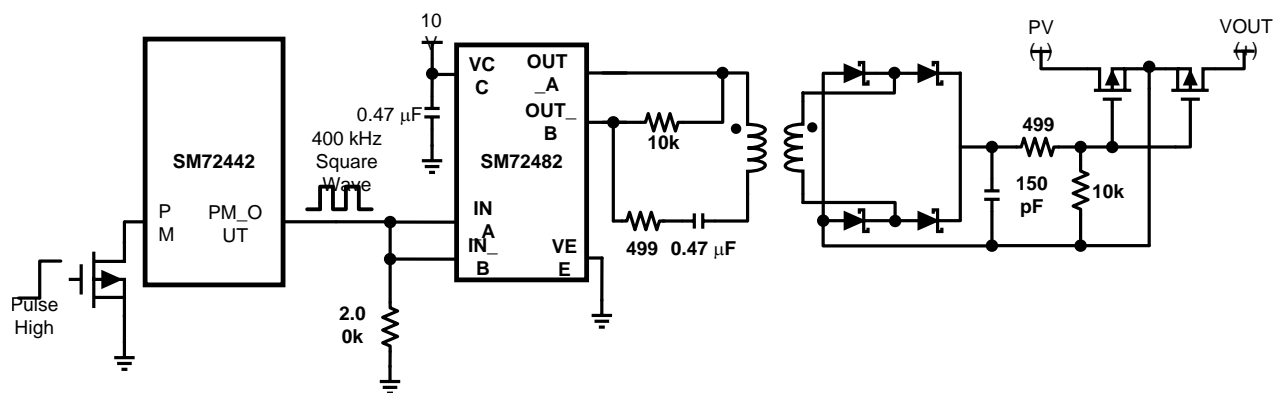 10
V
PV
(+)
VOUT
(+)
VC
C
OUT
_A
0.47 μF
OUT_
B
10k
499
400 kHz
Square
Wave
SM72442
SM72482
150
pF
10k
P
M
PM_O
UT
IN
_A
IN_
B
499
0.47 μF
VE
E
Pulse
High
2.0
0k